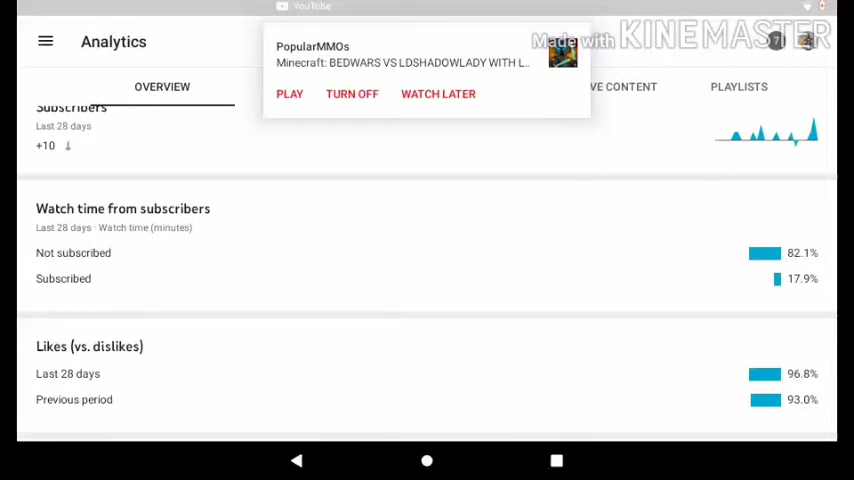 YouTube
Analytics
PopularMMOs
Minecraft: BEDWARS VS LDSHADOWLADY WITH L..
PLAY TURN OFF WATCH LATER
Made with KINEMASTER
OVERVIEW
VE CONTENT
PLAYLISTS
Subscribers
Last 28 days
+10
Watch time from subscribers
Last 28 days · Watch time (minutes)
Not subscribed 82.1%
Subscribed 17.9%
Likes (vs. dislikes)
Last 28 days 96.8%
Previous period 93.0%